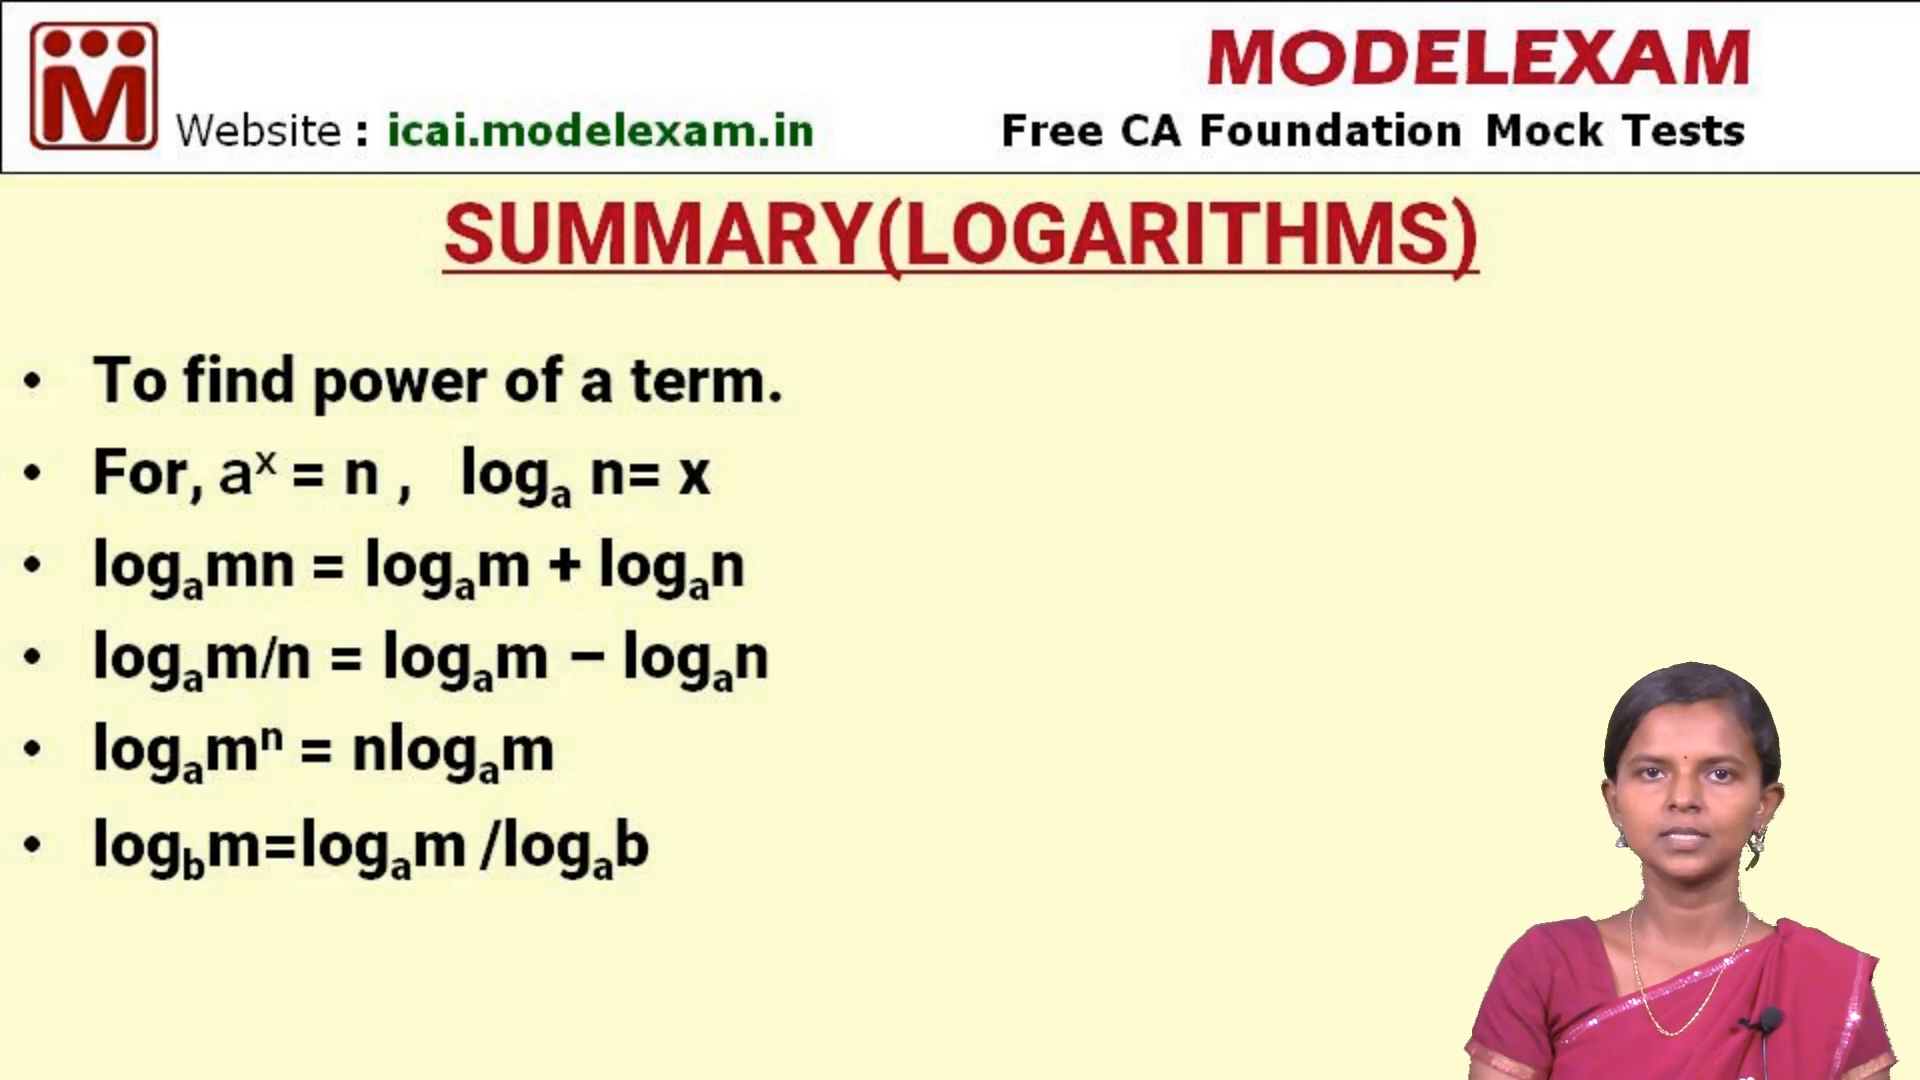 M
MODELEXAM
Website : icai.modelexam.in
Free CA Foundation Mock Tests
SUMMARY(LOGARITHMS)
• To find power of a term.
• For, aˣ = n , logₐ n= x
• logₐmn = logₐm + logₐn
• logₐm/n = logₐm – logₐn
• logₐmⁿ = nlogₐm
• log_bm=logₐm /logₐb